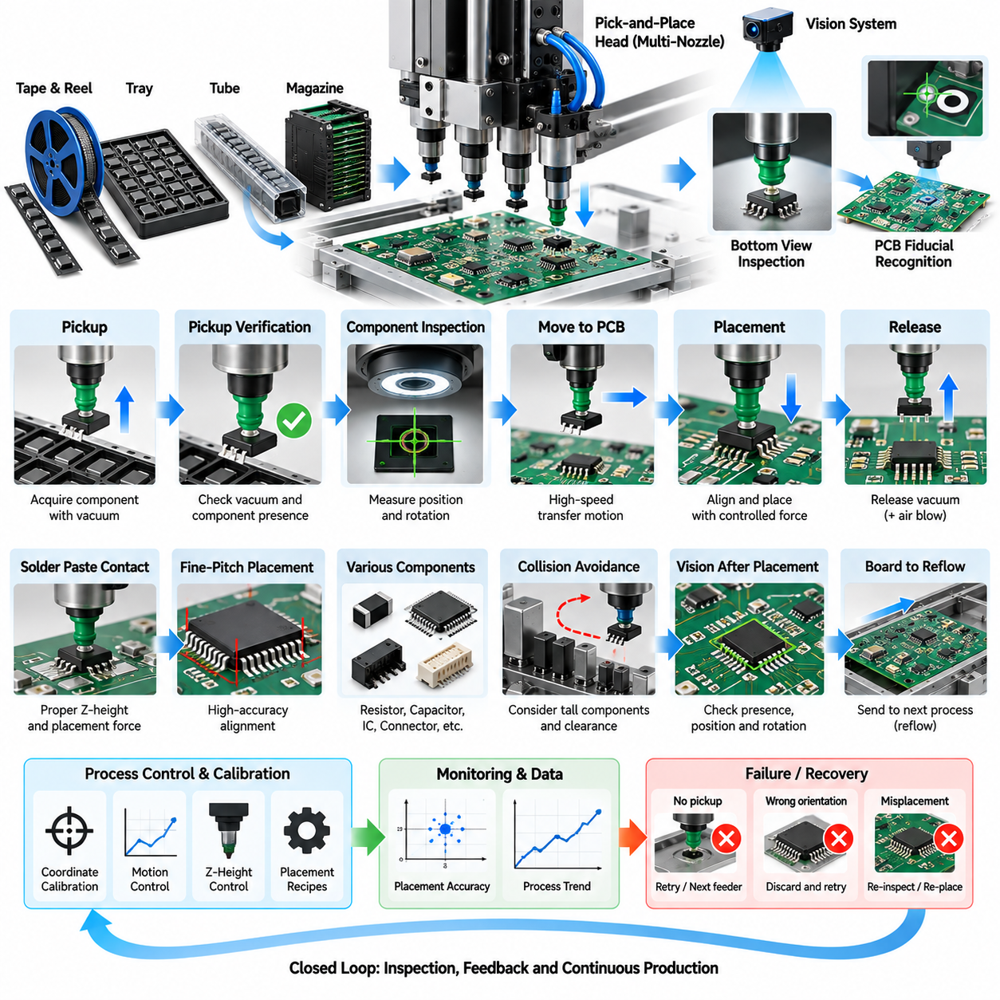 Pick-and-Place
Head (Multi-Nozzle)
Vision System
Tape & Reel
Tray
Tube
Magazine
Bottom View
Inspection
PCB Fiducial
Recognition
Pickup
Pickup Verification
Component Inspection
Move to PCB
Placement
Release
Acquire component
with vacuum
Check vacuum and
component presence
Measure position
and rotation
High-speed
transfer motion
Align and place
with controlled force
Release vacuum
(+ air blow)
Solder Paste Contact
Fine-Pitch Placement
Various Components
Collision Avoidance
Vision After Placement
Board to Reflow
Proper Z-height
and placement force
High-accuracy
alignment
Resistor, Capacitor,
IC, Connector, etc.
Consider tall components
and clearance
Check presence,
position and rotation
Send to next process
(reflow)
Process Control & Calibration
Coordinate
Calibration
Motion
Control
Z-Height
Control
Placement
Recipes
Monitoring & Data
Placement Accuracy
Process Trend
Failure / Recovery
No pickup
Wrong orientation
Misplacement
Retry / Next feeder
Discard and retry
Re-inspect / Re-place
Closed Loop: Inspection, Feedback and Continuous Production